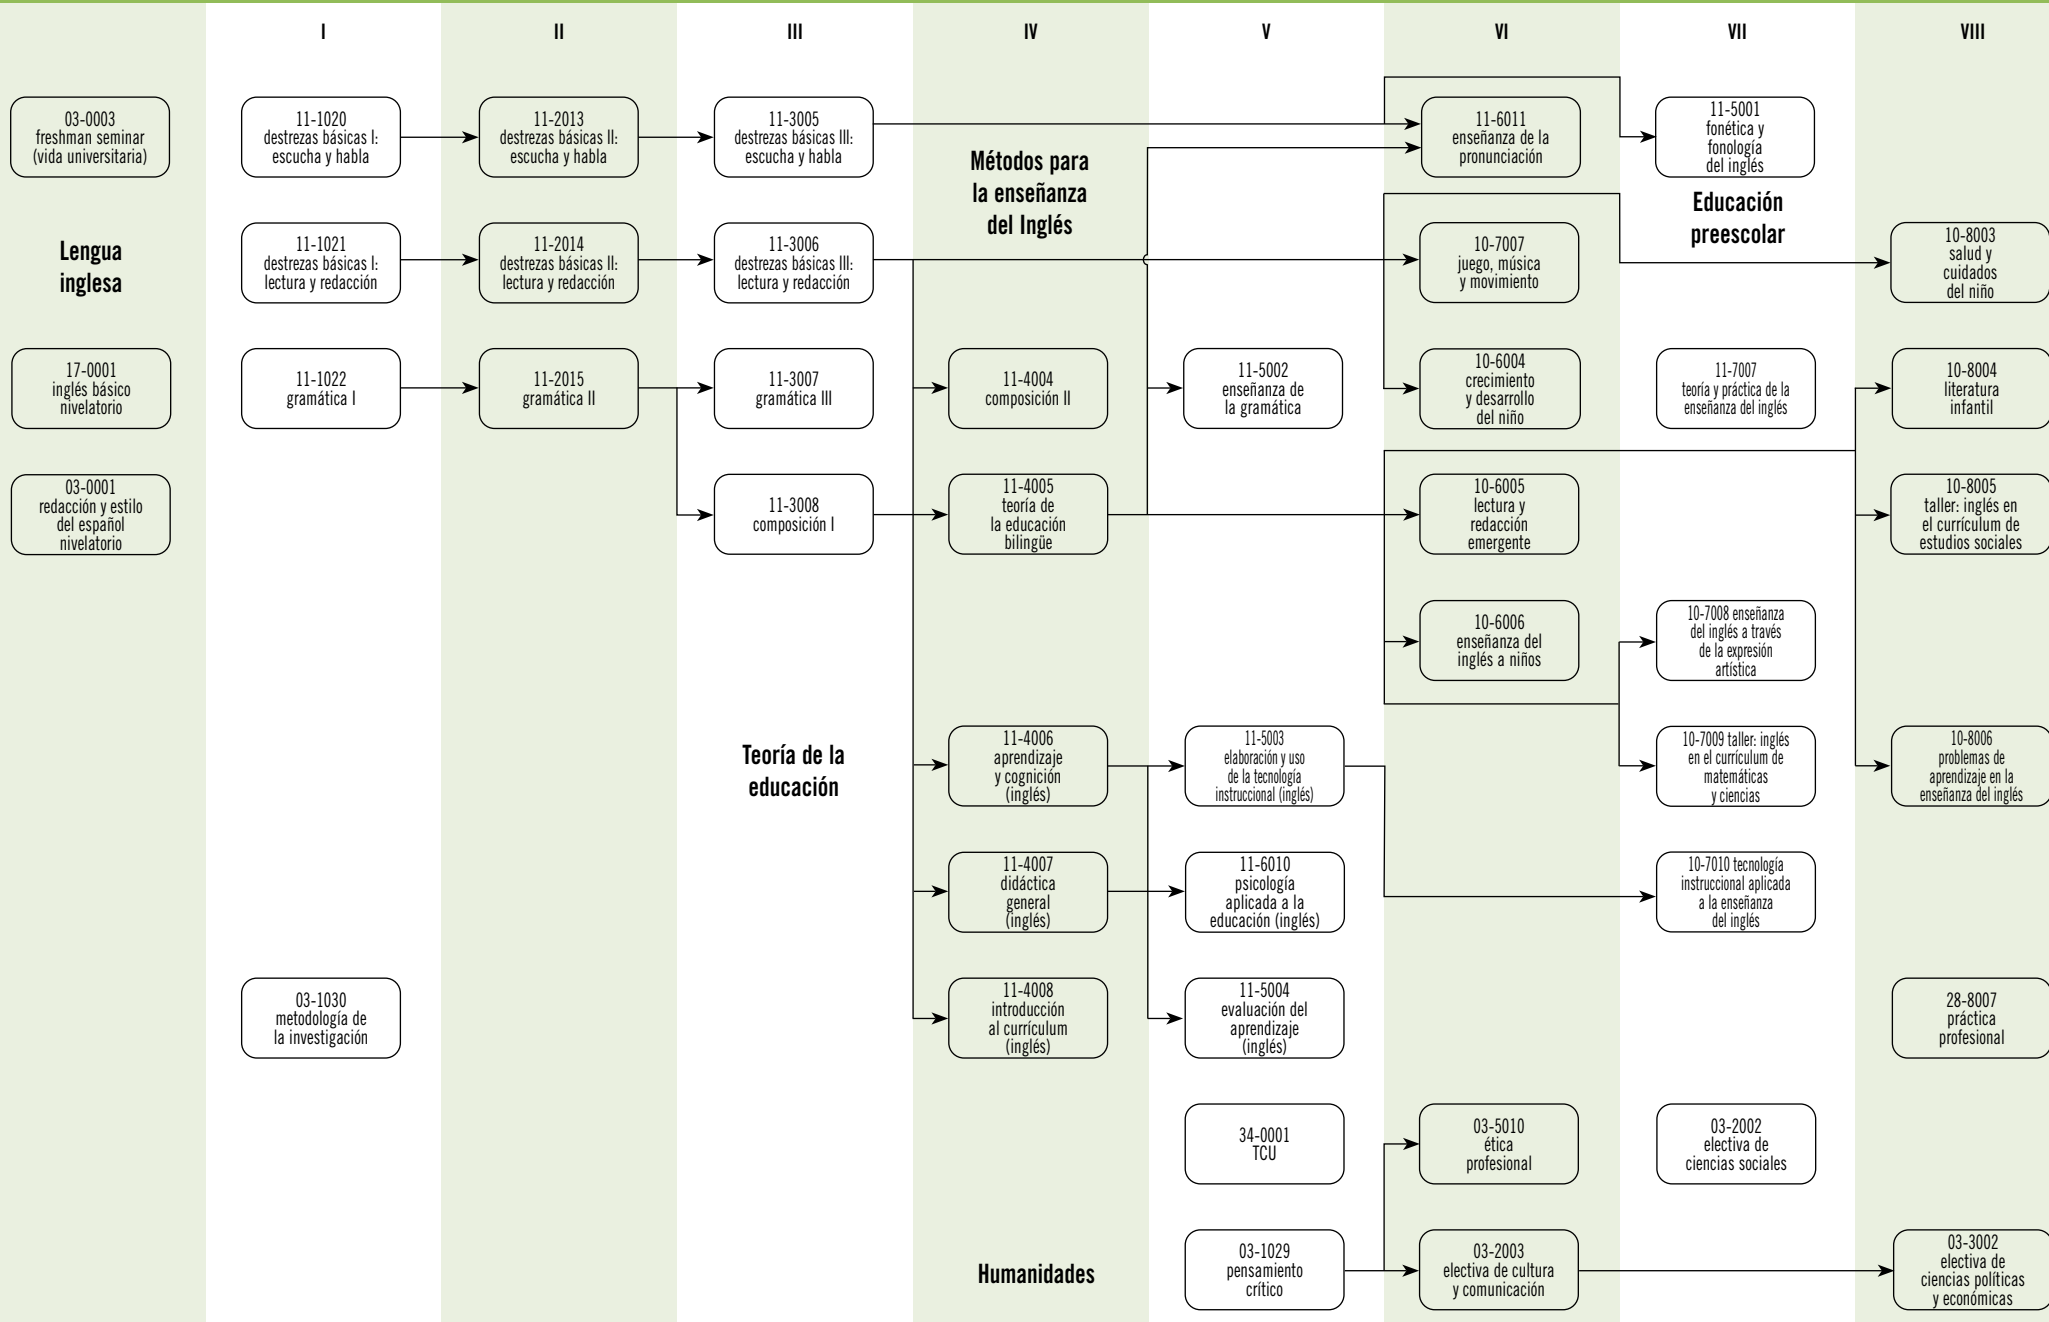 I
II
III
IV
V
VI
VII
VIII
03-0003
freshman seminar
(vida universitaria)
Lengua
inglesa
17-0001
inglés básico
nivelatorio
03-0001
redacción y estilo
del español
nivelatorio
11-1020
destrezas básicas I:
escucha y habla
11-1021
destrezas básicas I:
lectura y redacción
11-1022
gramática I
03-1030
metodología de
la investigación
11-2013
destrezas básicas II:
escucha y habla
11-2014
destrezas básicas II:
lectura y redacción
11-2015
gramática II
11-3005
destrezas básicas III:
escucha y habla
11-3006
destrezas básicas III:
lectura y redacción
11-3007
gramática III
11-3008
composición I
Teoría de la
educación
Métodos para
la enseñanza
del Inglés
11-4004
composición II
11-4005
teoría de
la educación
bilingüe
11-4006
aprendizaje
y cognición
(inglés)
11-4007
didáctica
general
(inglés)
11-4008
introducción
al currículum
(inglés)
Humanidades
11-5002
enseñanza de
la gramática
11-5003
elaboración y uso
de la tecnología
instruccional (inglés)
11-6010
psicología
aplicada a la
educación (inglés)
11-5004
evaluación del
aprendizaje
(inglés)
34-0001
TCU
03-1029
pensamiento
crítico
11-6011
enseñanza de la
pronunciación
10-7007
juego, música
y movimiento
10-6004
crecimiento
y desarrollo
del niño
10-6005
lectura y
redacción
emergente
10-6006
enseñanza del
inglés a niños
03-5010
ética
profesional
03-2003
electiva de cultura
y comunicación
11-5001
fonética y
fonología
del inglés
Educación
preescolar
11-7007
teoría y práctica de la
enseñanza del inglés
10-7008 enseñanza
del inglés a través
de la expresión
artística
10-7009 taller: inglés
en el currículum de
matemáticas
y ciencias
10-7010 tecnología
instruccional aplicada
a la enseñanza
del inglés
03-2002
electiva de
ciencias sociales
10-8003
salud y
cuidados
del niño
10-8004
literatura
infantil
10-8005
taller: inglés en
el currículum de
estudios sociales
10-8006
problemas de
aprendizaje en la
enseñanza del inglés
28-8007
práctica
profesional
03-3002
electiva de
ciencias políticas
y económicas